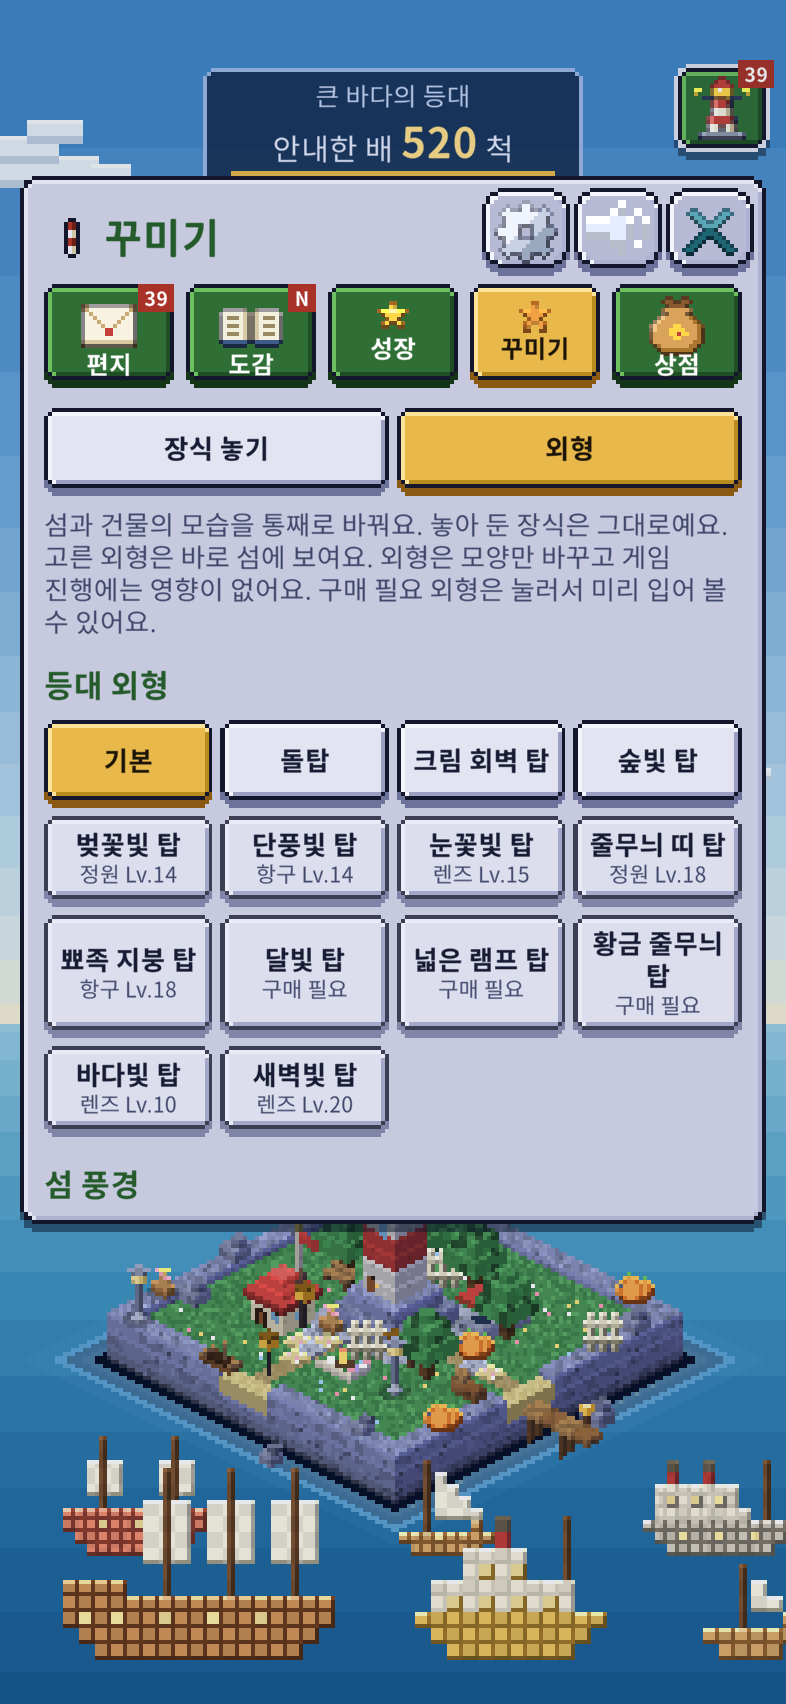 큰 바다의 등대
안내한 배 520 척
39
꾸미기
39
N
편지
도감
성장
꾸미기
상점
장식 놓기
외형
섬과 건물의 모습을 통째로 바꿔요. 놓아 둔 장식은 그대로예요.
고른 외형은 바로 섬에 보여요. 외형은 모양만 바꾸고 게임
진행에는 영향이 없어요. 구매 필요 외형은 눌러서 미리 입어 볼
수 있어요.
등대 외형
기본
돌탑
크림 회벽 탑
숲빛 탑
벚꽃빛 탑
정원 Lv.14
단풍빛 탑
항구 Lv.14
눈꽃빛 탑
렌즈 Lv.15
줄무늬 띠 탑
정원 Lv.18
뾰족 지붕 탑
항구 Lv.18
달빛 탑
구매 필요
넓은 램프 탑
구매 필요
황금 줄무늬
탑
구매 필요
바다빛 탑
렌즈 Lv.10
새벽빛 탑
렌즈 Lv.20
섬 풍경